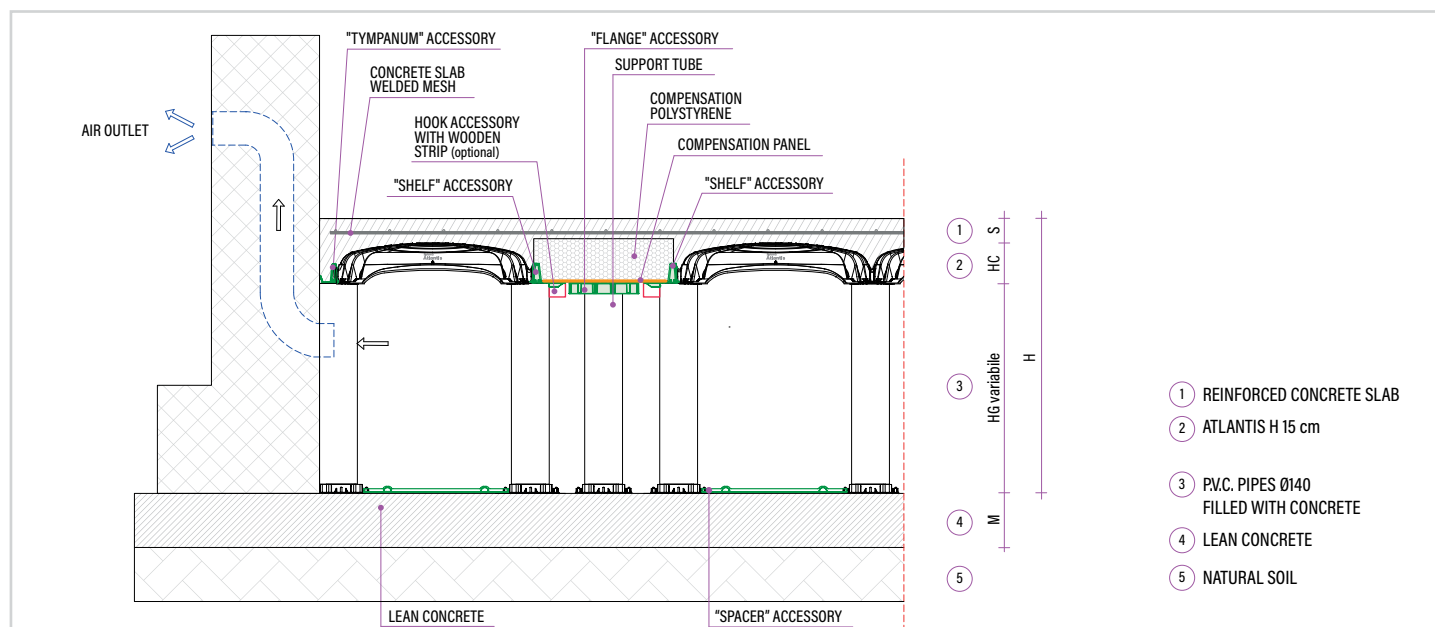 "TYMPANUM" ACCESSORY
CONCRETE SLAB
WELDED MESH
AIR OUTLET
HOOK ACCESSORY
WITH WOODEN
STRIP (optional)
"SHELF" ACCESSORY
"FLANGE" ACCESSORY
SUPPORT TUBE
COMPENSATION
POLYSTYRENE
COMPENSATION PANEL
"SHELF" ACCESSORY
Atlantis
Atlantis
1 S
2 HC
3 HG variabile
H
4 M
5
1 REINFORCED CONCRETE SLAB
2 ATLANTIS H 15 cm
3 P.V.C. PIPES Ø140
FILLED WITH CONCRETE
4 LEAN CONCRETE
5 NATURAL SOIL
LEAN CONCRETE
"SPACER" ACCESSORY